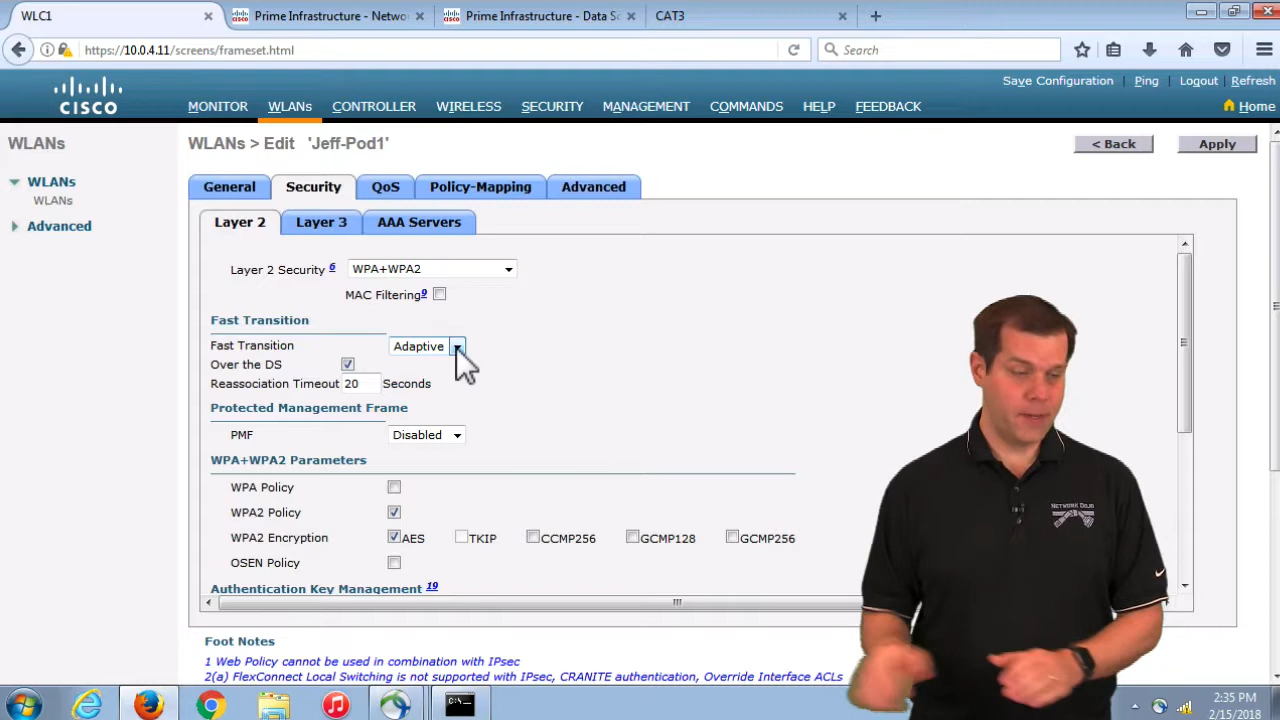 WLC1
Prime Infrastructure - Netwo
Prime Infrastructure - Data So
CAT3
https://10.0.4.11/screens/frameset.html
Search
Save Configuration
Ping
Logout
Refresh
CISCO
MONITOR
WLANs
CONTROLLER
WIRELESS
SECURITY
MANAGEMENT
COMMANDS
HELP
FEEDBACK
Home
WLANs
WLANs > Edit 'Jeff-Pod1'
< Back
Apply
WLANs
WLANs
Advanced
General
Security
QoS
Policy-Mapping
Advanced
Layer 2
Layer 3
AAA Servers
Layer 2 Security 6 WPA+WPA2
MAC Filtering 9
Fast Transition
Fast Transition Adaptive
Over the DS
Reassociation Timeout 20 Seconds
Protected Management Frame
PMF Disabled
WPA+WPA2 Parameters
WPA Policy
WPA2 Policy
WPA2 Encryption AES TKIP CCMP256 GCMP128 GCMP256
OSEN Policy
Authentication Key Management 19
Foot Notes
1 Web Policy cannot be used in combination with IPsec
2(a) FlexConnect Local Switching is not supported with IPsec, CRANITE authentication, Override Interface ACLs
NETWORK DOJO
C:\.
2:35 PM
2/15/2018